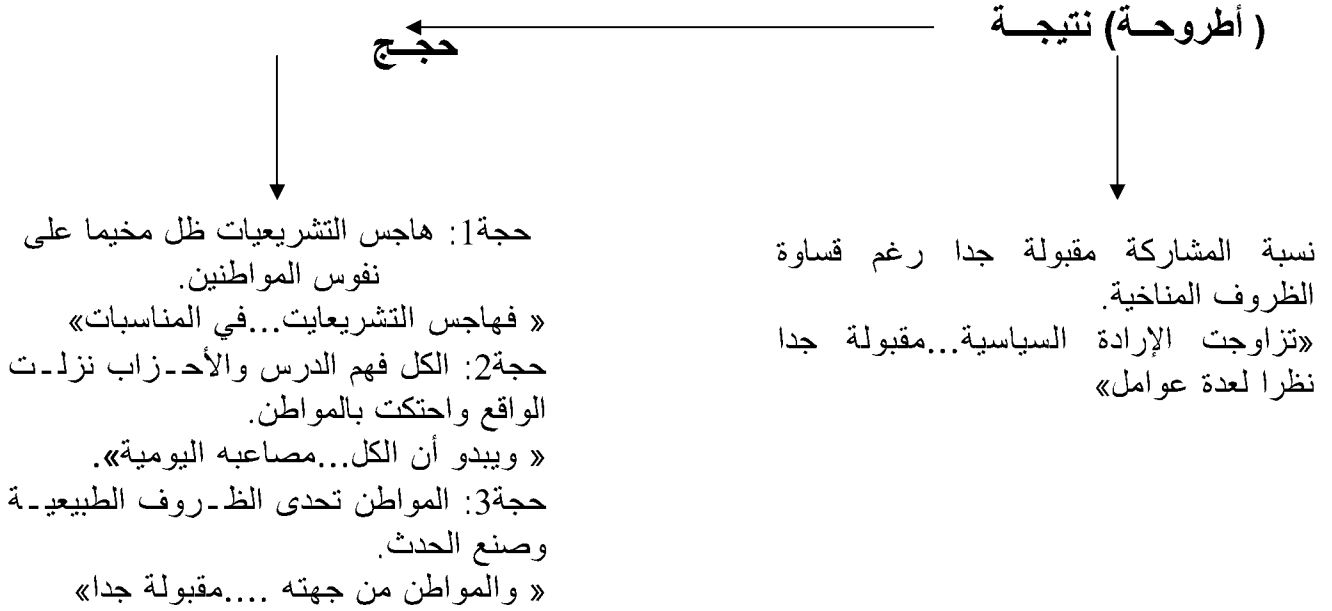 ( أطروحــة) نتيجـــة
حجــج
نسبة المشاركة مقبولة جدا رغم قساوة
الظروف المناخية.
«تزاوجت الإرادة السياسية...مقبولة جدا
نظرا لعدة عوامل»
حجة1: هاجس التشريعيات ظل مخيما على
نفوس المواطنين.
« فهاجس التشريعايت...في المناسبات»
حجة2: الكل فهم الدرس والأحـزاب نزلـت
الواقع واحتكت بالمواطن.
« ويبدو أن الكل...مصاعبه اليومية».
حجة3: المواطن تحدى الظـروف الطبيعيـة
وصنع الحدث.
« والمواطن من جهته ....مقبولة جدا»